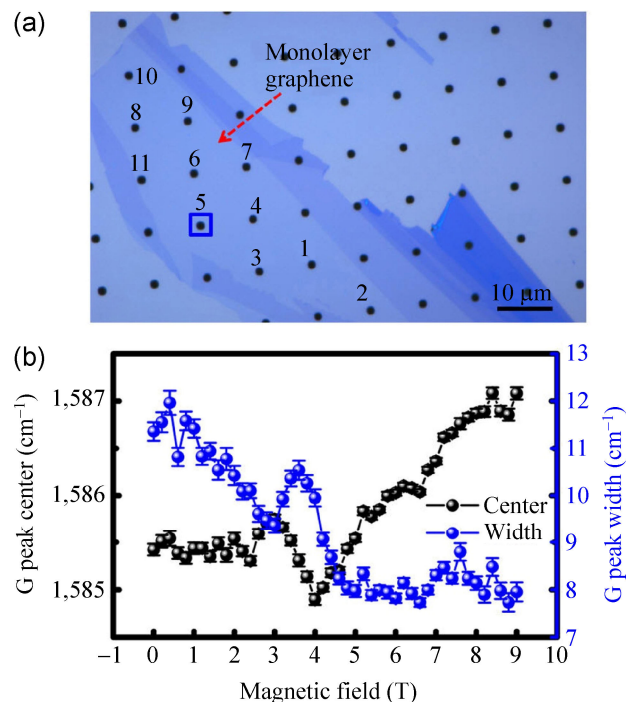 (a)
Monolayer
graphene
10
8
9
11
6
7
5
4
3
1
2
10 μm
(b)
G peak center (cm⁻¹)
1,587
1,586
1,585
13
12
11
10
9
8
7
G peak width (cm⁻¹)
Center
Width
−1 0 1 2 3 4 5 6 7 8 9 10
Magnetic field (T)